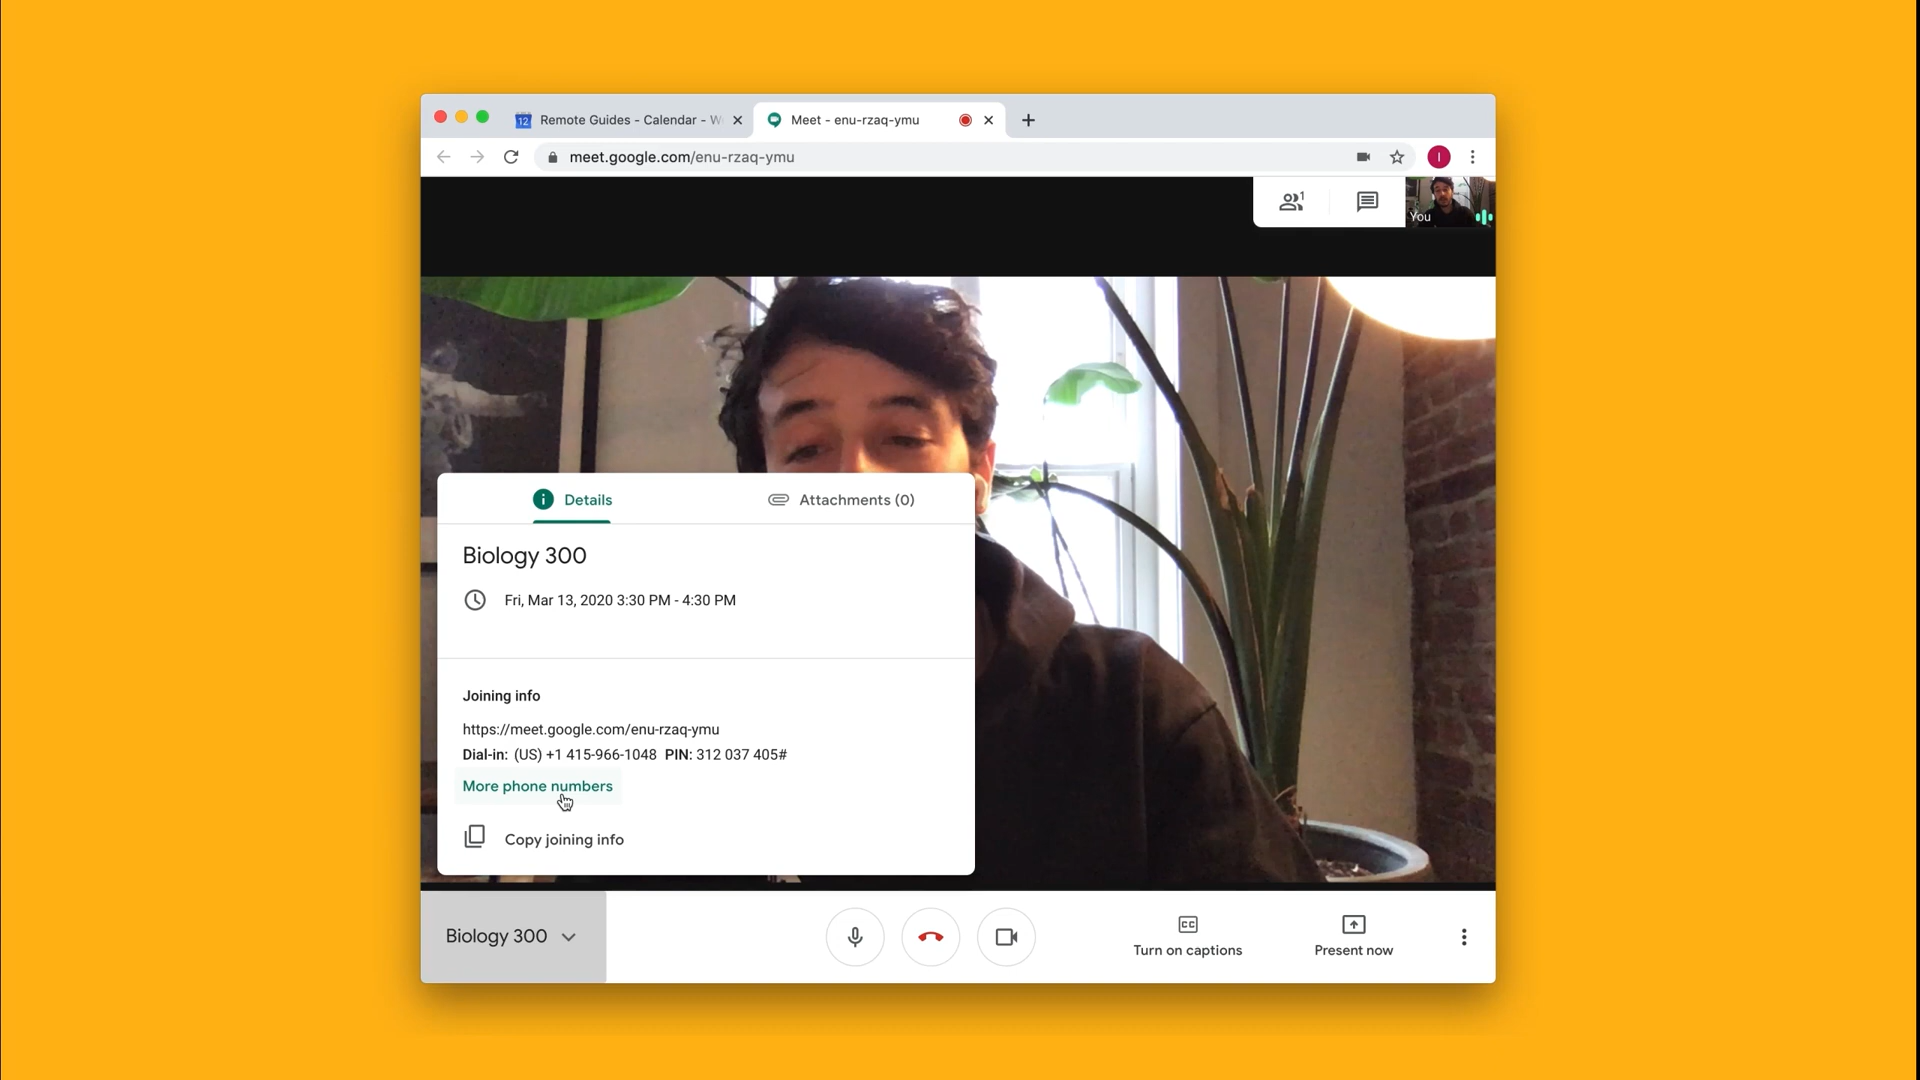 12 Remote Guides - Calendar - W
Meet - enu-rzaq-ymu
meet.google.com/enu-rzaq-ymu
I
1
You
Details
Attachments (0)
Biology 300
Fri, Mar 13, 2020 3:30 PM - 4:30 PM
Joining info
https://meet.google.com/enu-rzaq-ymu
Dial-in: (US) +1 415-966-1048 PIN: 312 037 405#
More phone numbers
Copy joining info
Biology 300
CC
Turn on captions
Present now